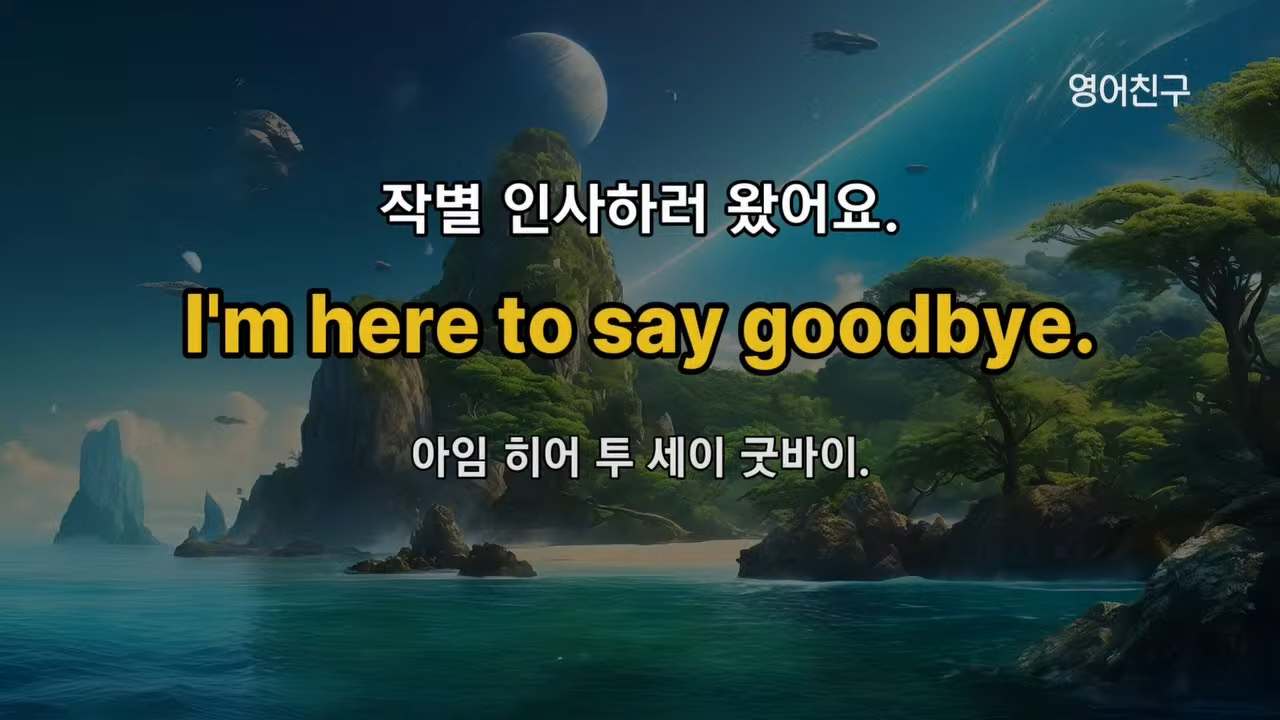 영어친구
작별 인사하러 왔어요.
I'm here to say goodbye.
아임 히어 투 세이 굿바이.